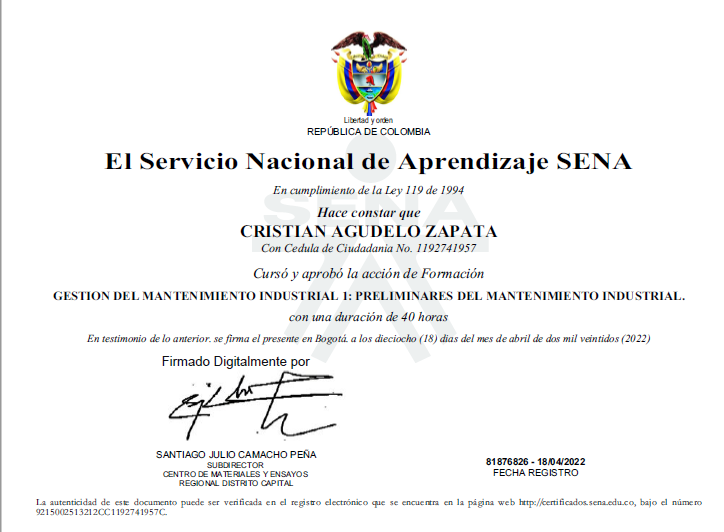 Libertad y orden
REPÚBLICA DE COLOMBIA
El Servicio Nacional de Aprendizaje SENA
En cumplimiento de la Ley 119 de 1994
SENA
Hace constar que
CRISTIAN AGUDELO ZAPATA
Con Cedula de Ciudadania No. 1192741957
Cursó y aprobó la acción de Formación
GESTION DEL MANTENIMIENTO INDUSTRIAL 1: PRELIMINARES DEL MANTENIMIENTO INDUSTRIAL.
con una duración de 40 horas
En testimonio de lo anterior. se firma el presente en Bogotá. a los dieciocho (18) dias del mes de abril de dos mil veintidos (2022)
Firmado Digitalmente por
SANTIAGO JULIO CAMACHO PEÑA
SUBDIRECTOR
CENTRO DE MATERIALES Y ENSAYOS
REGIONAL DISTRITO CAPITAL
81876826 - 18/04/2022
FECHA REGISTRO
La autenticidad de este documento puede ser verificada en el registro electrónico que se encuentra en la página web http://certificados.sena.edu.co, bajo el número
9215002513212CC1192741957C.